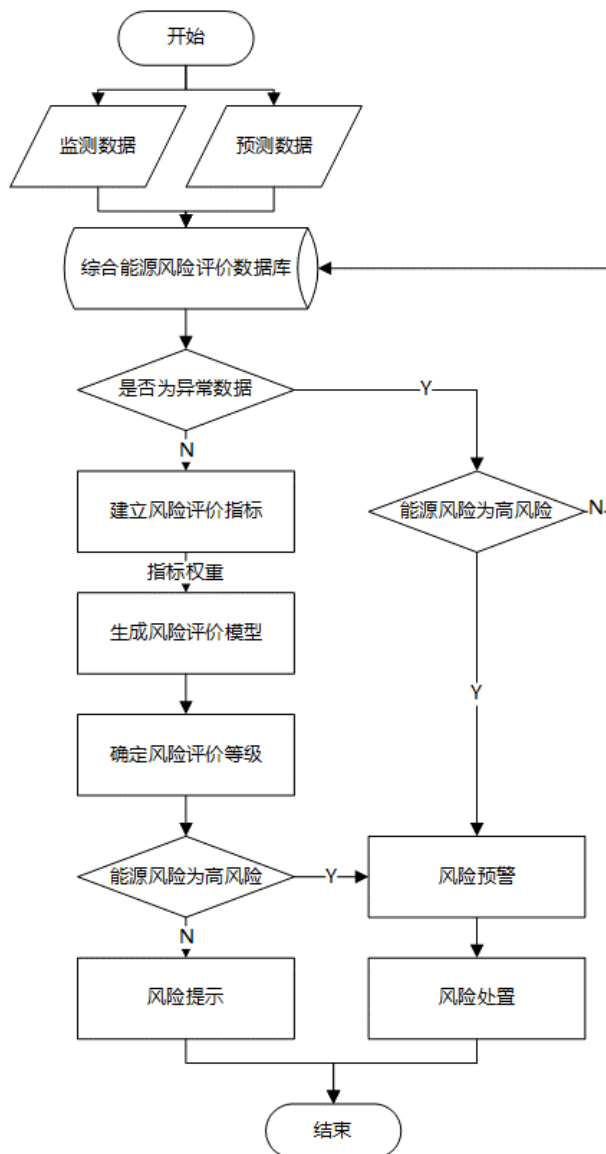 开始
监测数据
预测数据
综合能源风险评价数据库
是否为异常数据
Y
N
建立风险评价指标
能源风险为高风险
N
指标权重
生成风险评价模型
Y
确定风险评价等级
能源风险为高风险
Y
风险预警
N
风险提示
风险处置
结束